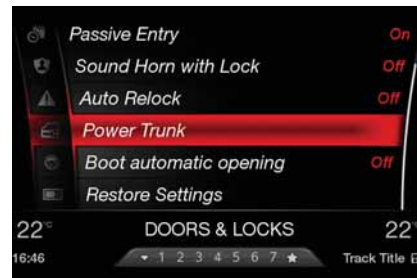 Passive Entry On
Sound Horn with Lock Off
Auto Relock Off
Power Trunk
Boot automatic opening Off
Restore Settings
22°C DOORS & LOCKS 22
16:46 1 2 3 4 5 6 7 Track Title